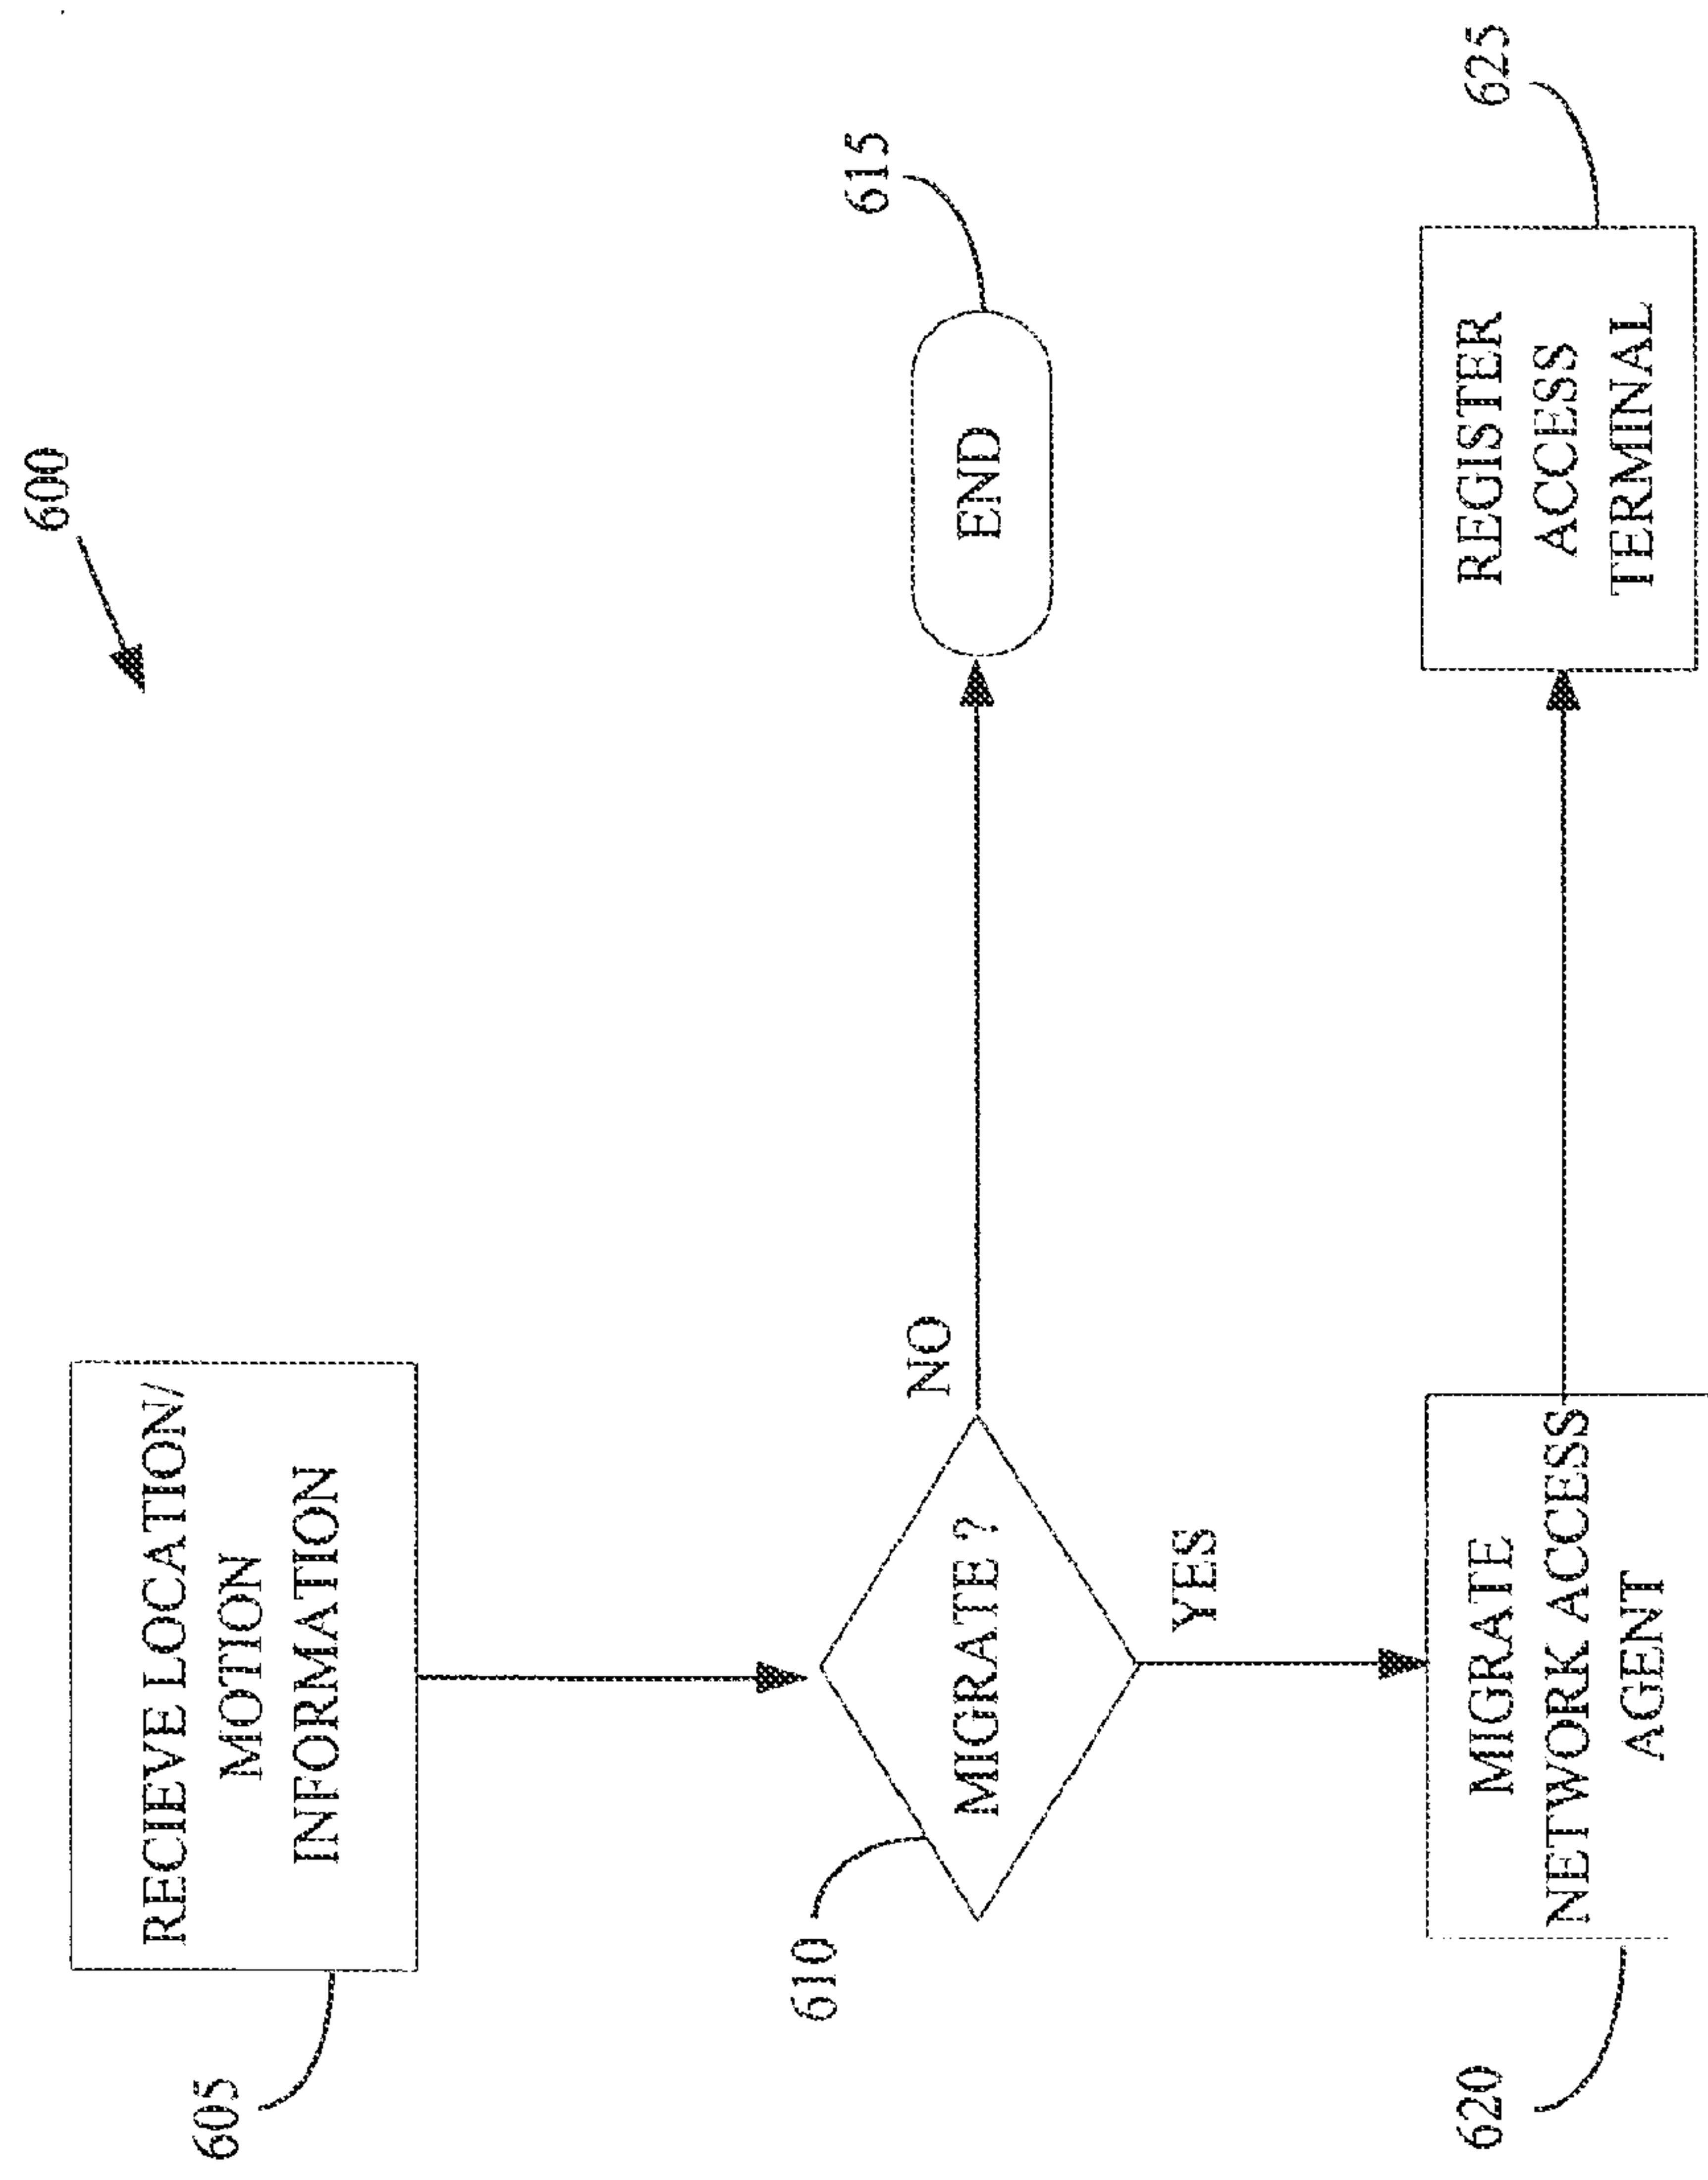 600
605
RECIEVE LOCATION/
MOTION
INFORMATION
610
MIGRATE ?
NO
END
615
YES
620
MIGRATE
NETWORK ACCESS
AGENT
REGISTER
ACCESS
TERMINAL
625